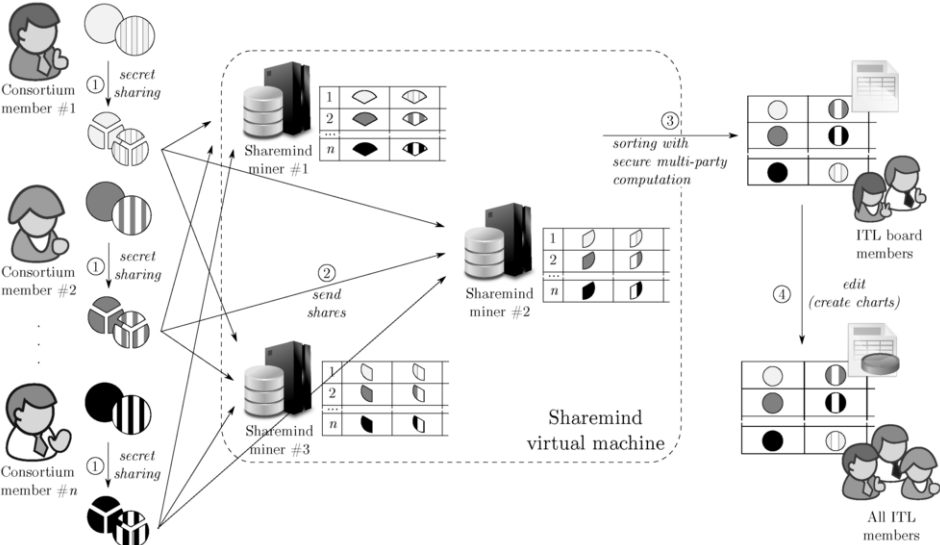 Consortium
member #1
1
secret
sharing
Consortium
member #2
1
secret
sharing
.
.
.
Consortium
member #n
1
secret
sharing
Sharemind
miner #1
1
2
...
n
2
send
shares
Sharemind
miner #2
1
2
...
n
Sharemind
miner #3
1
2
...
n
Sharemind
virtual machine
3
sorting with
secure multi-party
computation
ITL board
members
4
edit
(create charts)
All ITL
members